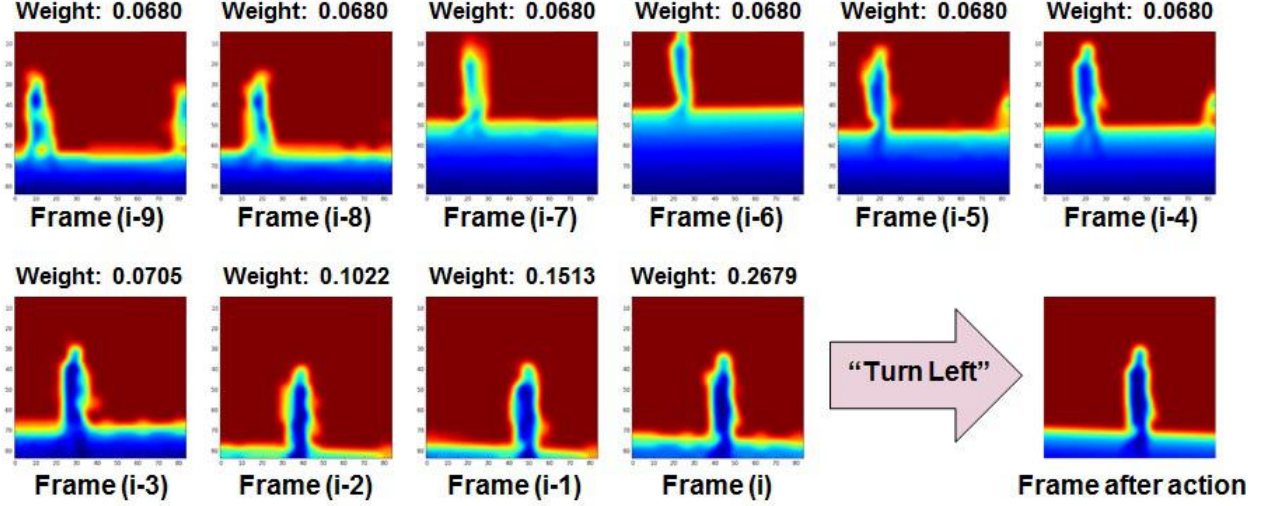 Weight: 0.0680 Weight: 0.0680 Weight: 0.0680 Weight: 0.0680 Weight: 0.0680 Weight: 0.0680
Frame (i-9) Frame (i-8) Frame (i-7) Frame (i-6) Frame (i-5) Frame (i-4)
Weight: 0.0705 Weight: 0.1022 Weight: 0.1513 Weight: 0.2679
“Turn Left”
Frame (i-3) Frame (i-2) Frame (i-1) Frame (i) Frame after action